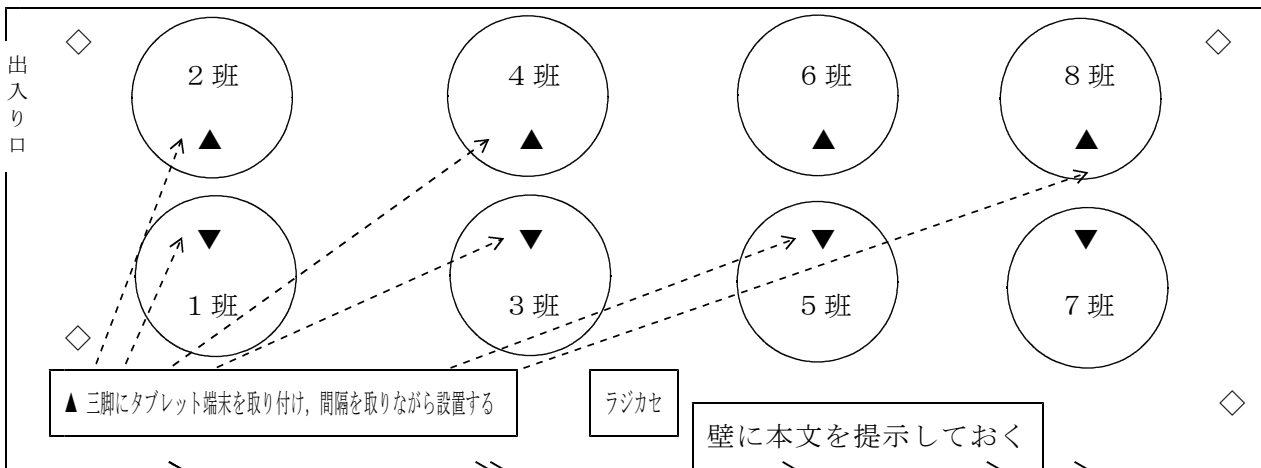 出入り口
２班
４班
６班
８班
１班
３班
５班
７班
▲ 三脚にタブレット端末を取り付け，間隔を取りながら設置する
ラジカセ
壁に本文を提示しておく